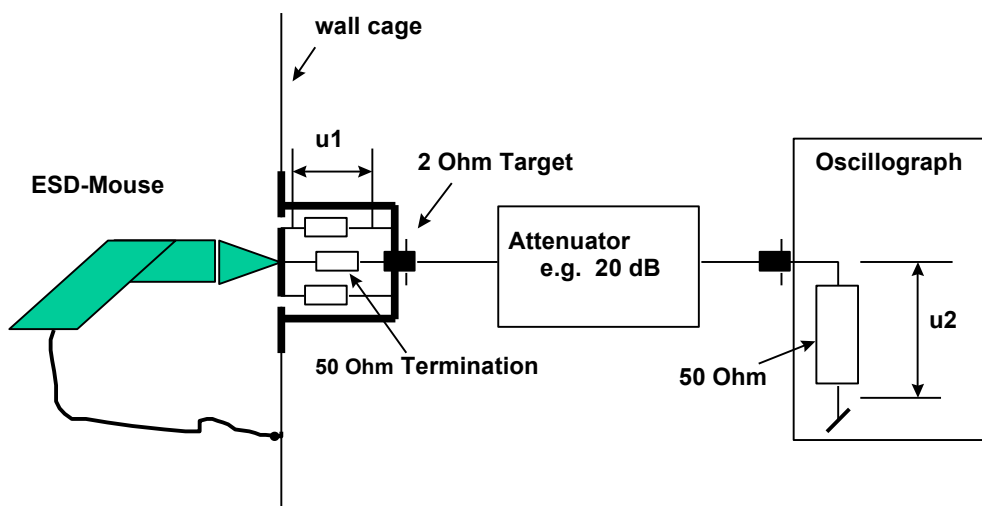 wall cage
u1
2 Ohm Target
Oscillograph
ESD-Mouse
Attenuator
e.g. 20 dB
u2
50 Ohm Termination
50 Ohm